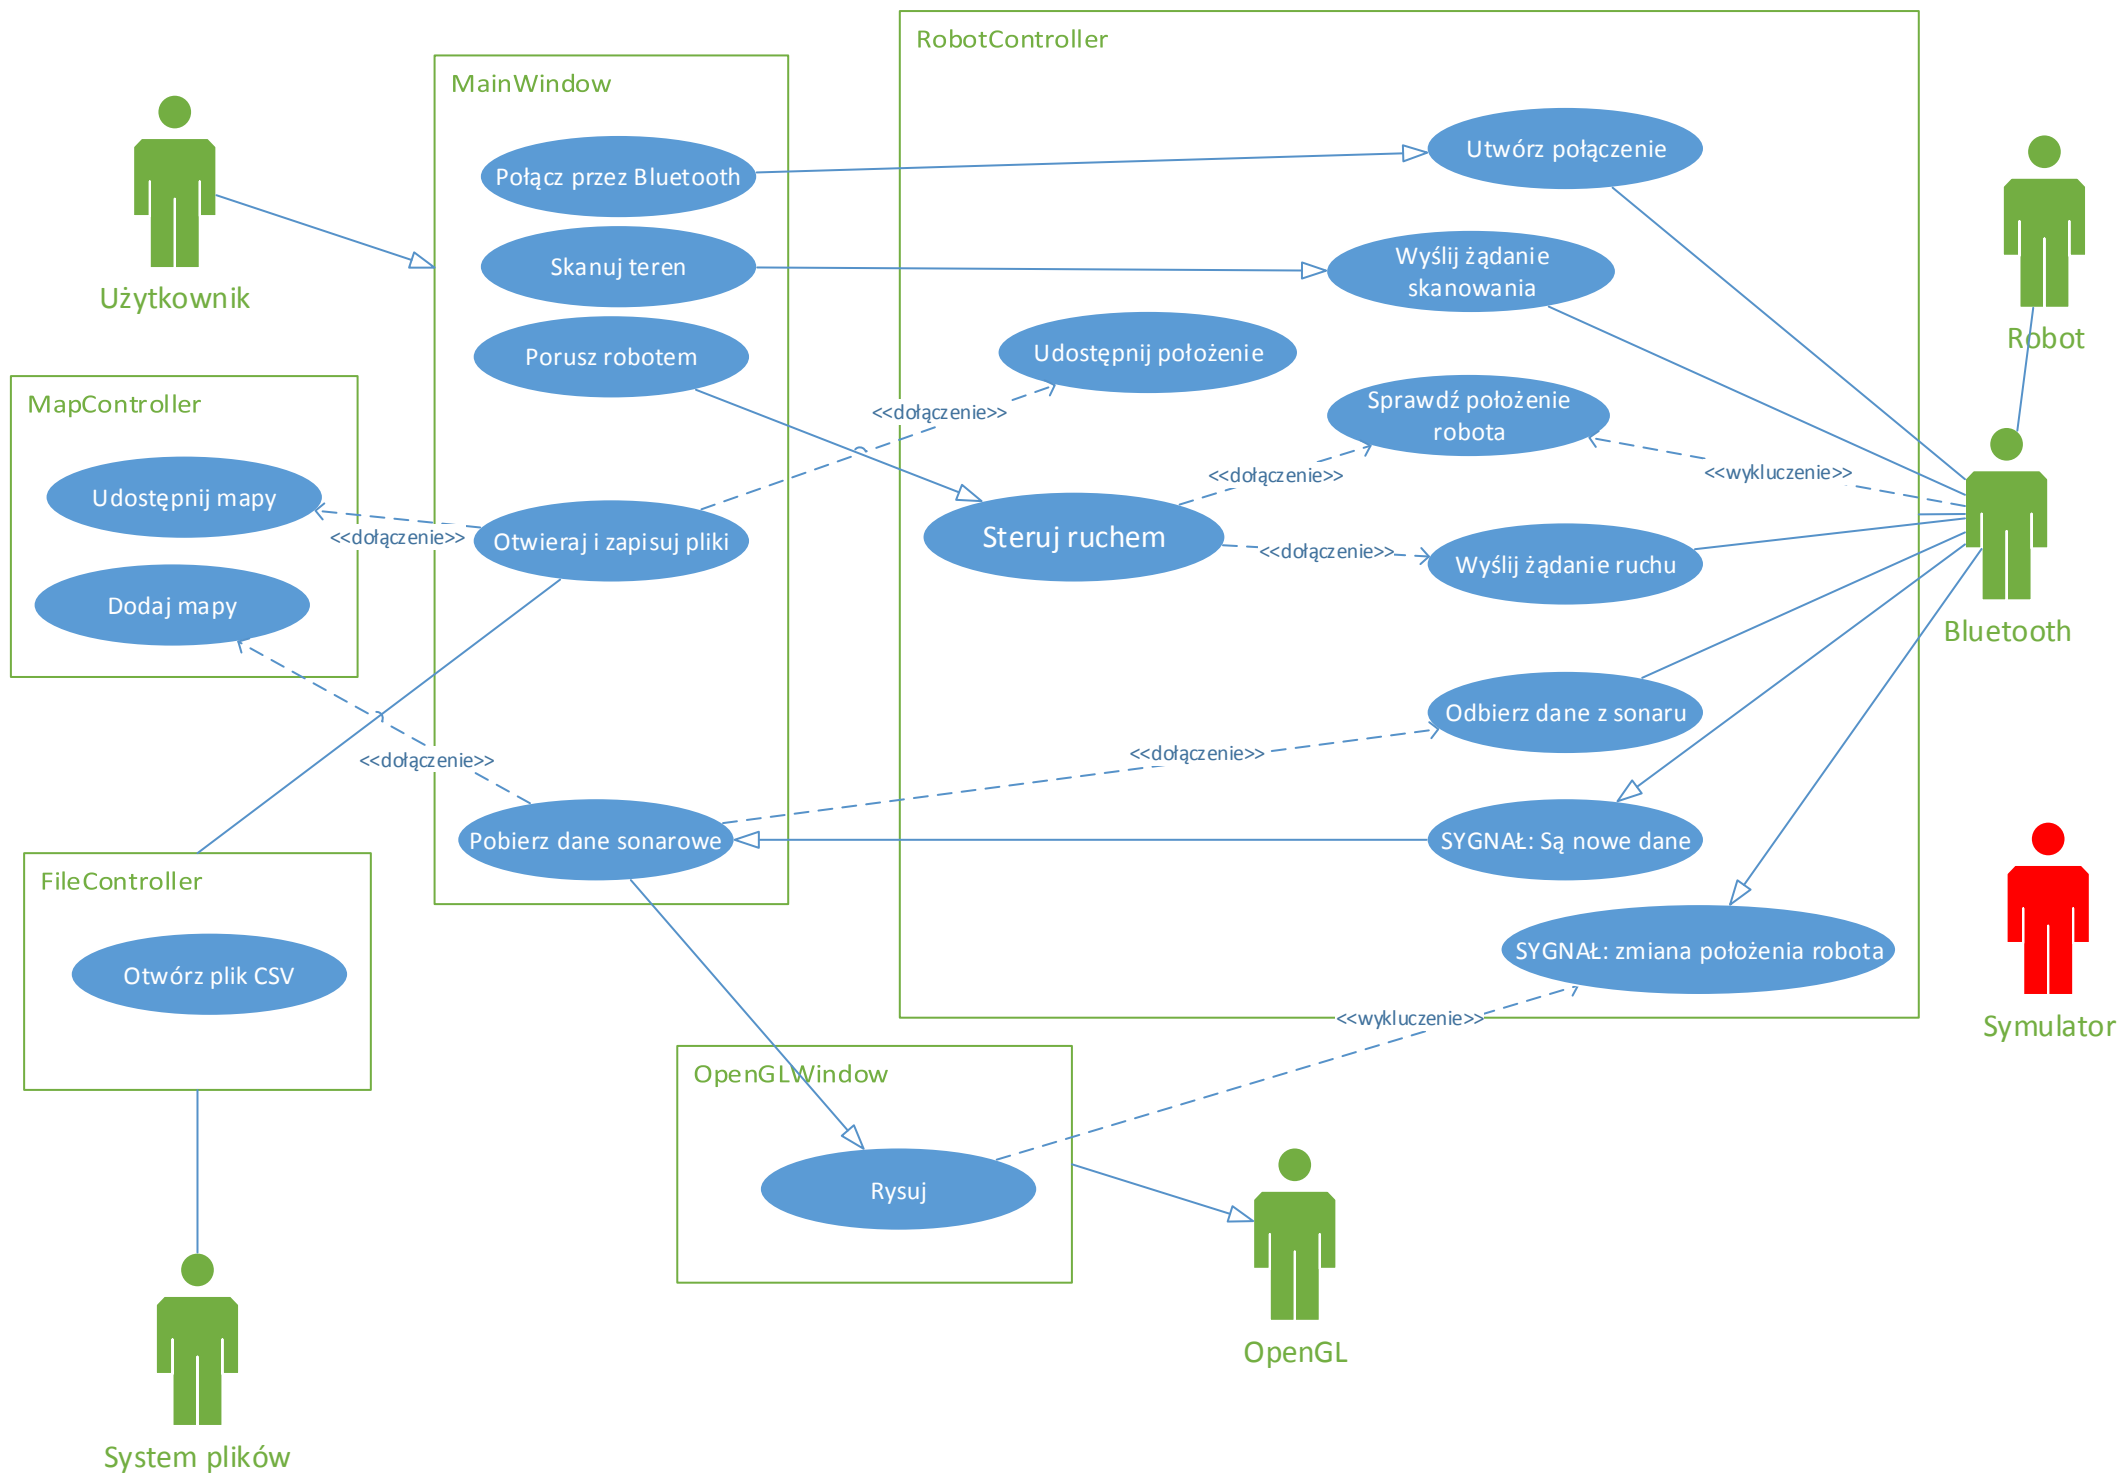 RobotController
MainWindow
Połącz przez Bluetooth
Utwórz połączenie
Skanuj teren
Wyślij żądanie
skanowania
Użytkownik
Porusz robotem
Udostępnij położenie
Robot
MapController
<<dołączenie>>
Sprawdź położenie
robota
Udostępnij mapy
<<dołączenie>>
<<wykluczenie>>
<<dołączenie>>
Otwieraj i zapisuj pliki
Steruj ruchem
<<dołączenie>>
Wyślij żądanie ruchu
Dodaj mapy
Bluetooth
Odbierz dane z sonaru
<<dołączenie>>
<<dołączenie>>
Pobierz dane sonarowe
SYGNAŁ: Są nowe dane
FileController
Otwórz plik CSV
SYGNAŁ: zmiana położenia robota
<<wykluczenie>>
Symulator
OpenGLWindow
Rysuj
OpenGL
System plików